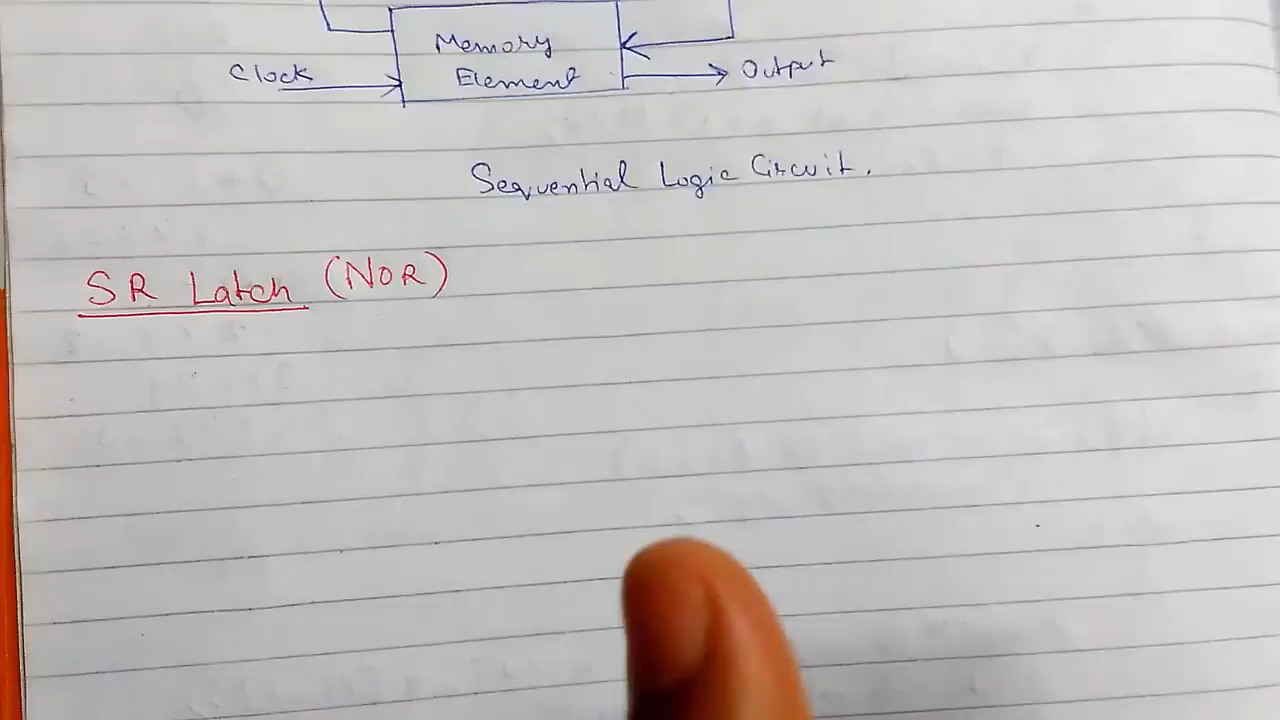 Memory
Element
Clock
Output
Sequential Logic Circuit.
SR Latch (NOR)